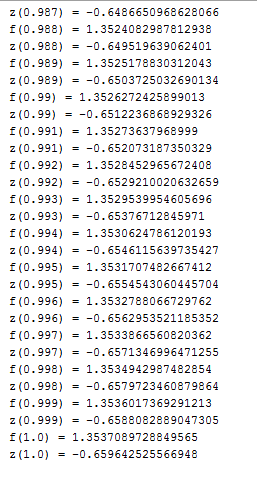 z(0.987) = -0.6486650968628066
f(0.988) = 1.3524082987812938
z(0.988) = -0.649519639062401
f(0.989) = 1.3525178830312043
z(0.989) = -0.6503725032690134
f(0.99) = 1.3526272425899013
z(0.99) = -0.6512236868929326
f(0.991) = 1.35273637968999
z(0.991) = -0.652073187350329
f(0.992) = 1.3528452965672408
z(0.992) = -0.6529210020632659
f(0.993) = 1.3529539954605696
z(0.993) = -0.65376712845971
f(0.994) = 1.3530624786120193
z(0.994) = -0.6546115639735427
f(0.995) = 1.3531707482667412
z(0.995) = -0.6554543060445704
f(0.996) = 1.3532788066729762
z(0.996) = -0.6562953521185352
f(0.997) = 1.3533866560820362
z(0.997) = -0.6571346996471255
f(0.998) = 1.3534942987482854
z(0.998) = -0.6579723460879864
f(0.999) = 1.3536017369291213
z(0.999) = -0.6588082889047305
f(1.0) = 1.3537089728849565
z(1.0) = -0.659642525566948